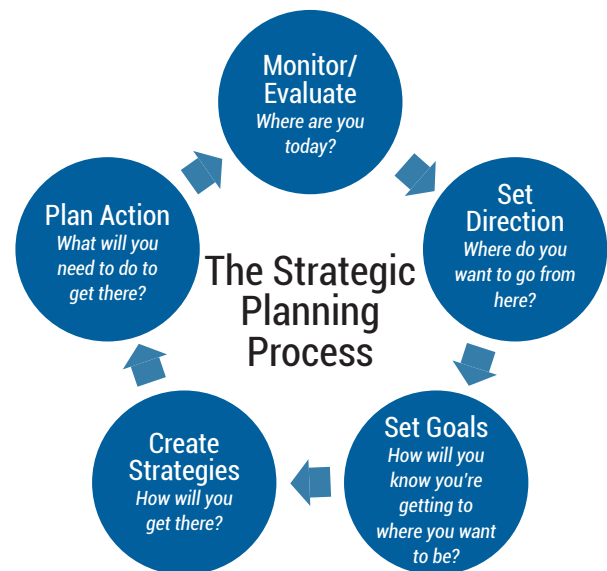 Monitor/
Evaluate
Where are you
today?
Set
Direction
Where do you
want to go from
here?
Set Goals
How will you
know you're
getting to
where you want
to be?
Create
Strategies
How will you
get there?
Plan Action
What will you
need to do to
get there?
The Strategic
Planning
Process